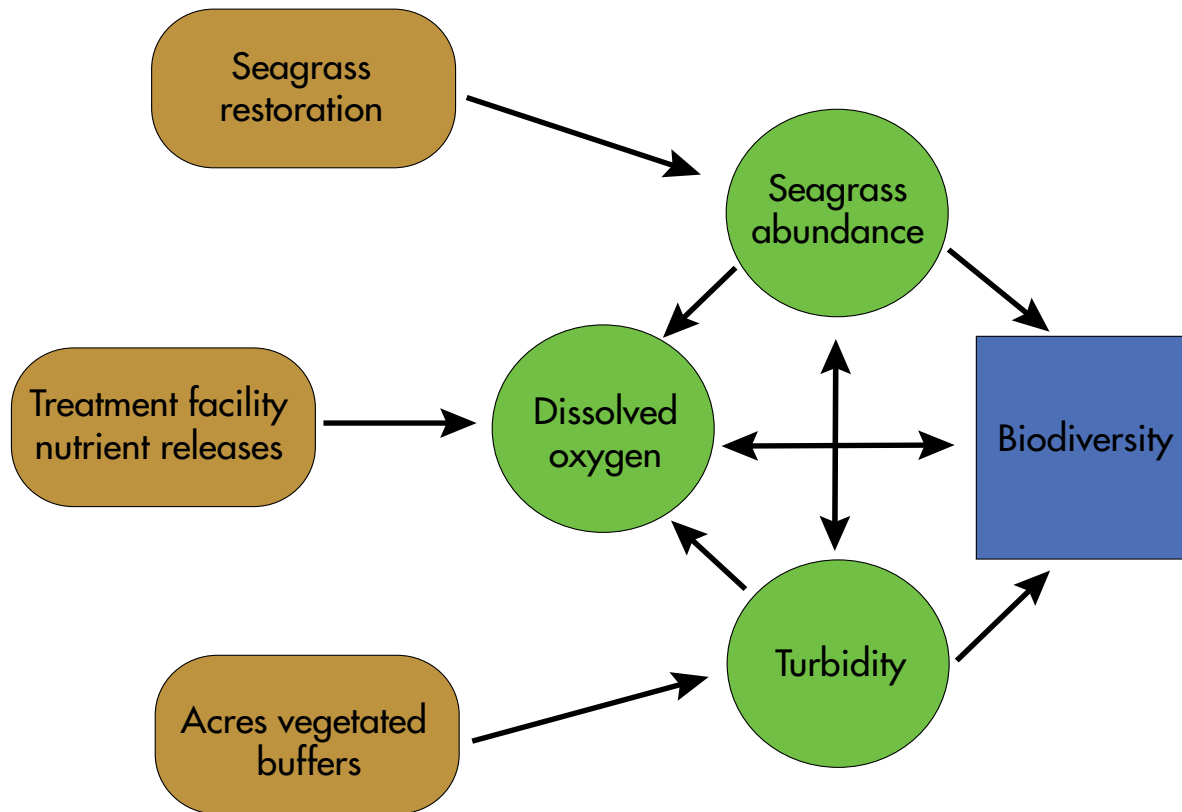 Seagrass
restoration
Seagrass
abundance
Treatment facility
nutrient releases
Dissolved
oxygen
Biodiversity
Turbidity
Acres vegetated
buffers